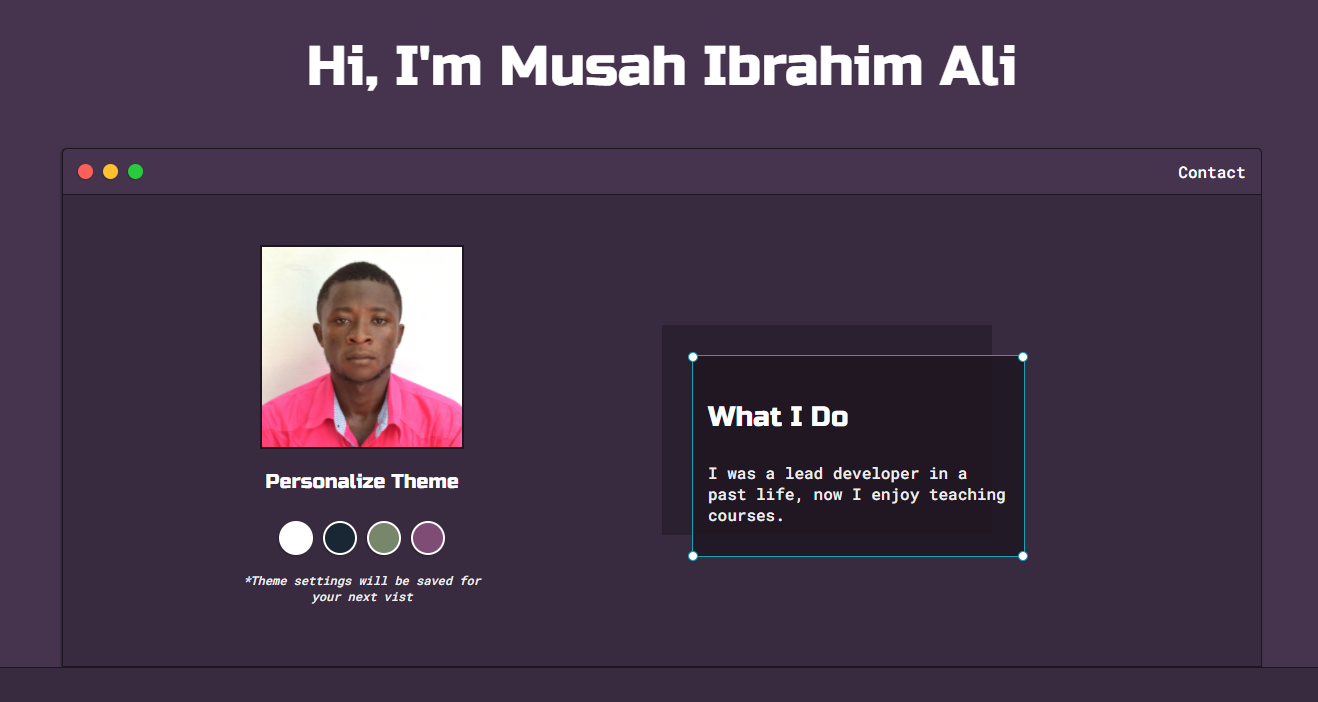 Hi, I'm Musah Ibrahim Ali
Contact
Personalize Theme
*Theme settings will be saved for
your next vist
What I Do
I was a lead developer in a
past life, now I enjoy teaching
courses.